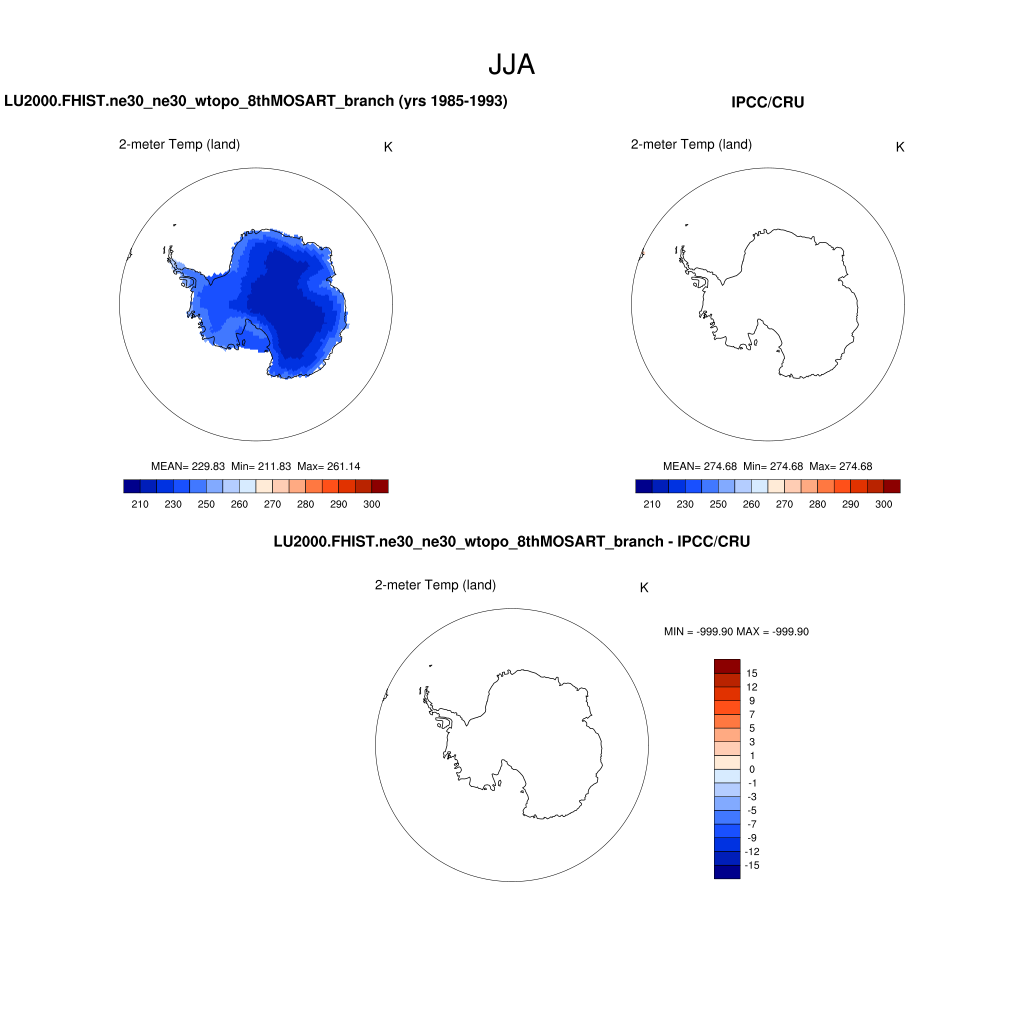 JJA
LU2000.FHIST.ne30_ne30_wtopo_8thMOSART_branch (yrs 1985-1993)
IPCC/CRU
2-meter Temp (land) K
2-meter Temp (land) K
MEAN= 229.83 Min= 211.83 Max= 261.14
MEAN= 274.68 Min= 274.68 Max= 274.68
210 230 250 260 270 280 290 300
210 230 250 260 270 280 290 300
LU2000.FHIST.ne30_ne30_wtopo_8thMOSART_branch - IPCC/CRU
2-meter Temp (land) K
MIN = -999.90 MAX = -999.90
15
12
9
7
5
3
1
0
-1
-3
-5
-7
-9
-12
-15